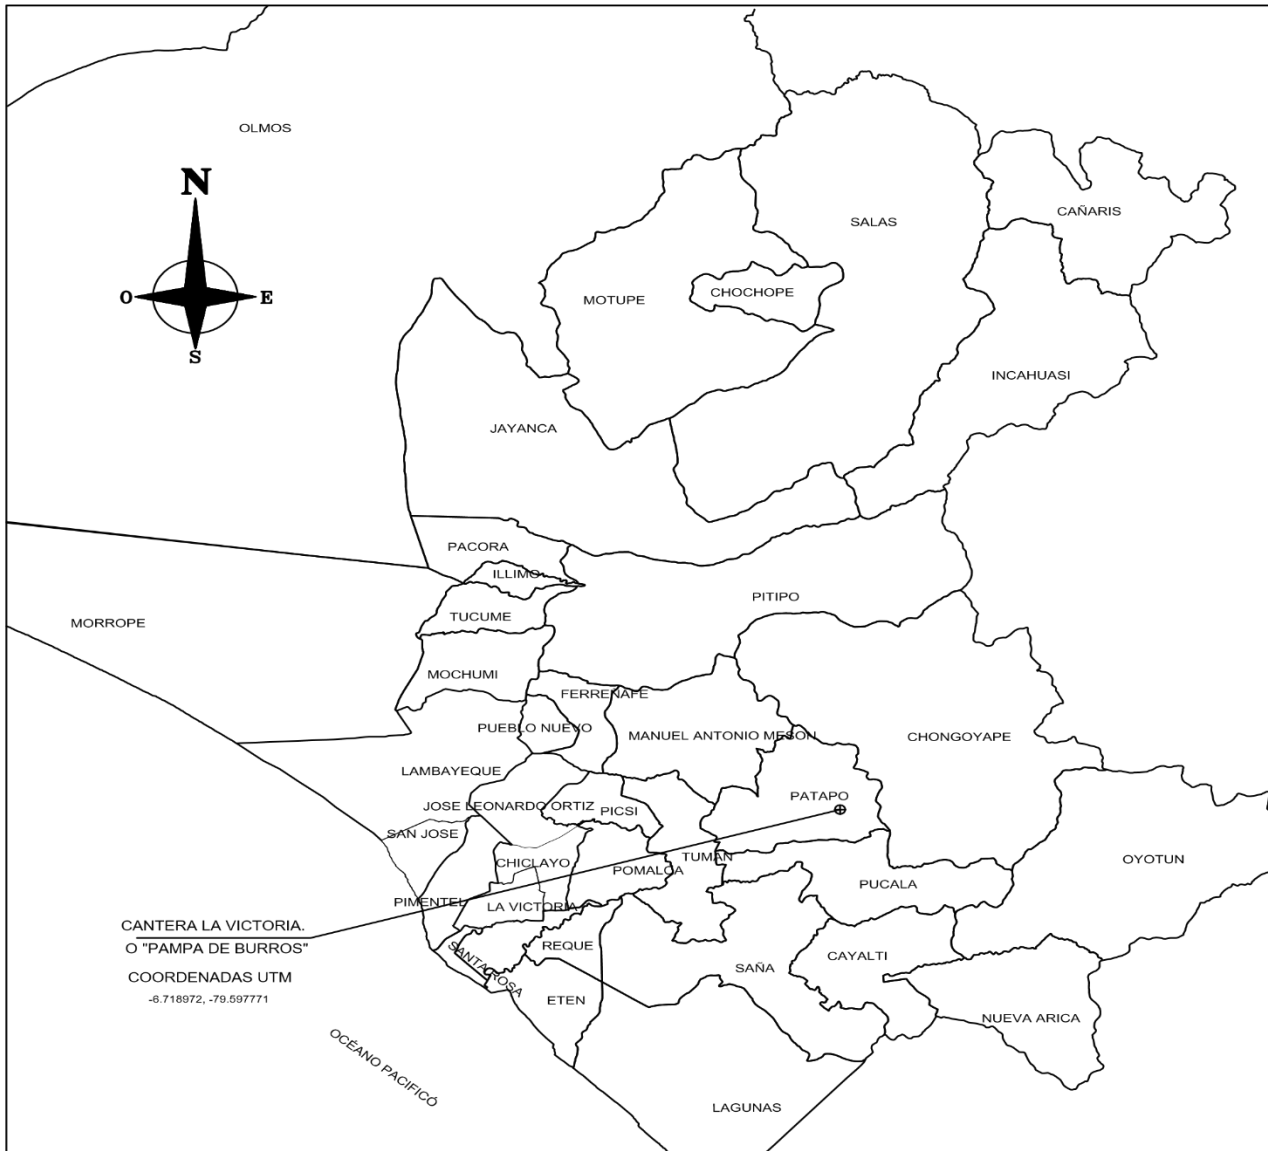 OLMOS
N
O
E
S
SALAS
CAÑARIS
MOTUPE
CHOCHOPE
INCAHUASI
JAYANCA
PACORA
ILLIMO
PITIPO
TUCUME
MORROPE
MOCHUMI
FERREÑAFE
PUEBLO NUEVO
MANUEL ANTONIO MESON
CHONGOYAPE
LAMBAYEQUE
PATAPO
JOSE LEONARDO ORTIZ
PICSI
SAN JOSE
TUMAN
CHICLAYO
POMALCA
OYOTUN
PUCALA
PIMENTEL
LA VICTORIA
CANTERA LA VICTORIA.
O "PAMPA DE BURROS"
COORDENADAS UTM
-6.718972, -79.597771
REQUE
SANTA ROSA
SAÑA
CAYALTI
ETEN
NUEVA ARICA
OCÉANO PACIFICÓ
LAGUNAS